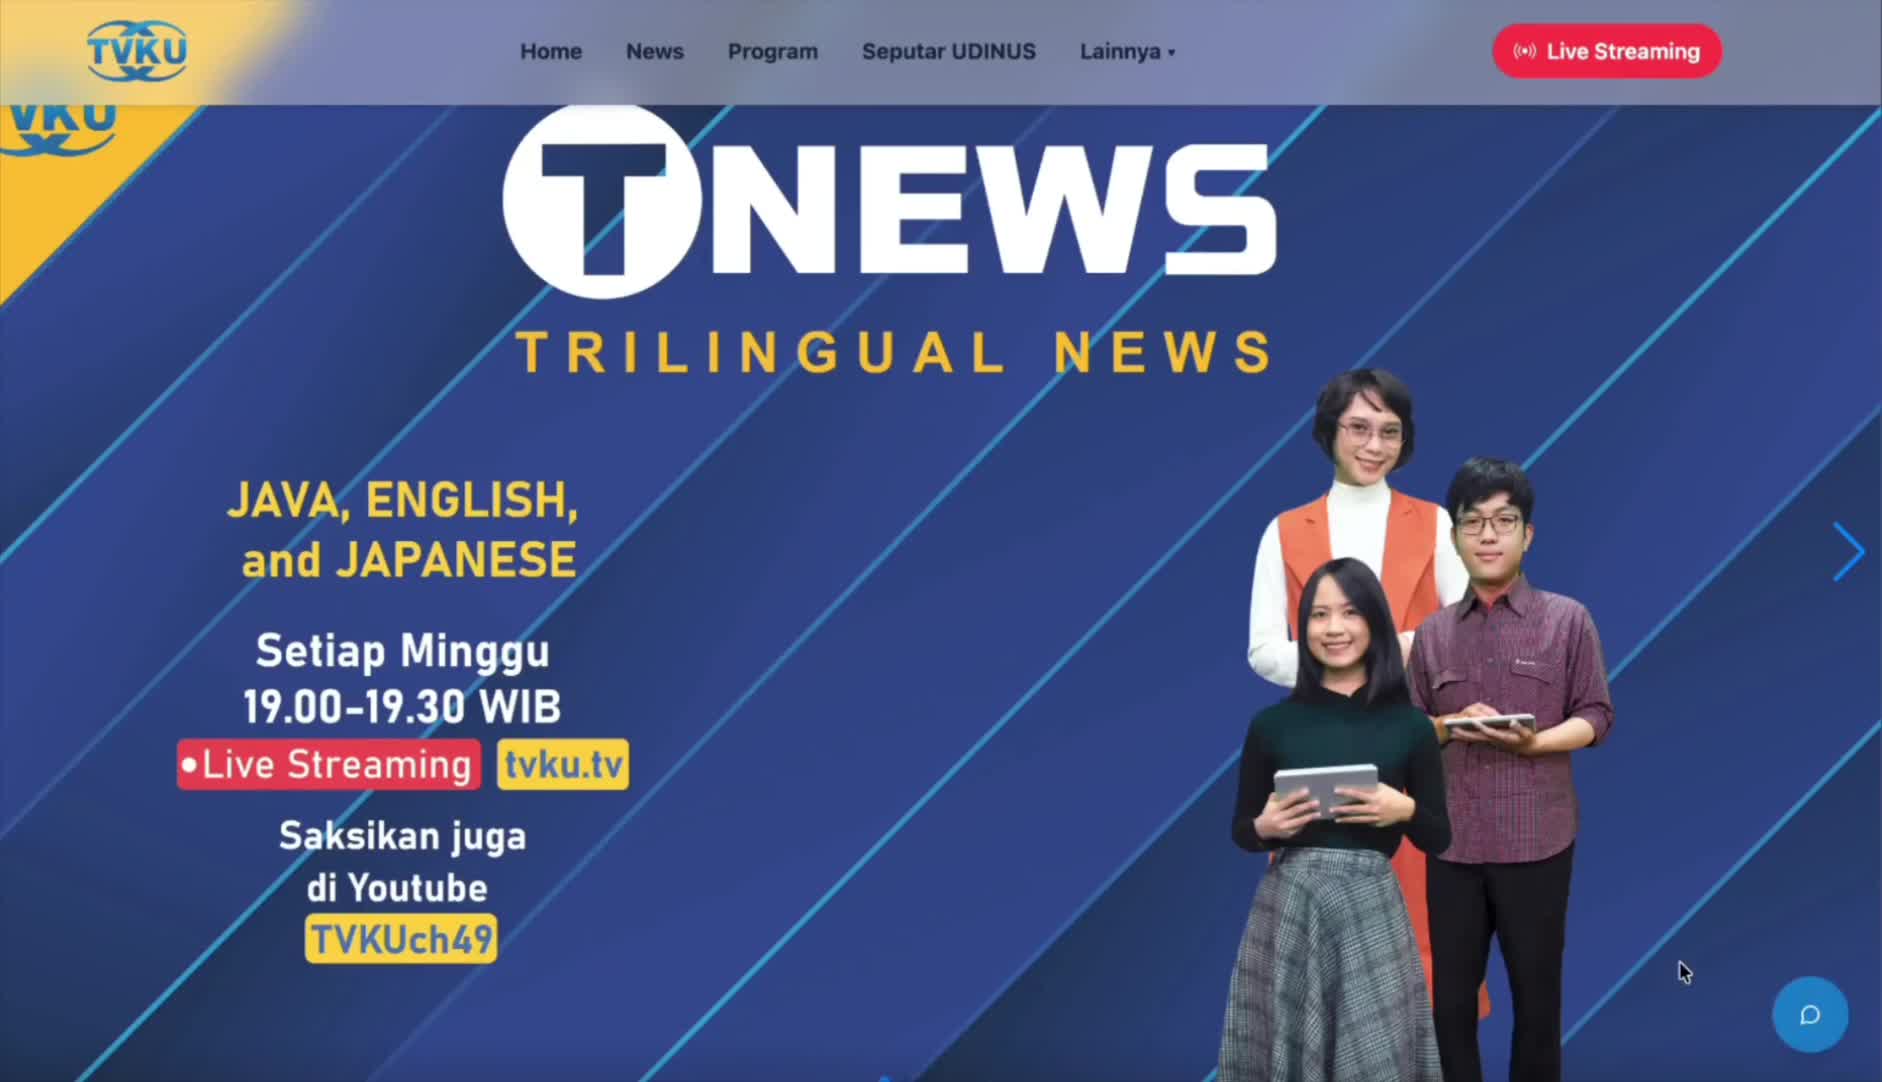 TVKU
Home
News
Program
Seputar UDINUS
Lainnya
Live Streaming
VKU
TNEWS
TRILINGUAL NEWS
JAVA, ENGLISH,
and JAPANESE
Setiap Minggu
19.00-19.30 WIB
•Live Streaming tvku.tv
Saksikan juga
di Youtube
TVKUch49